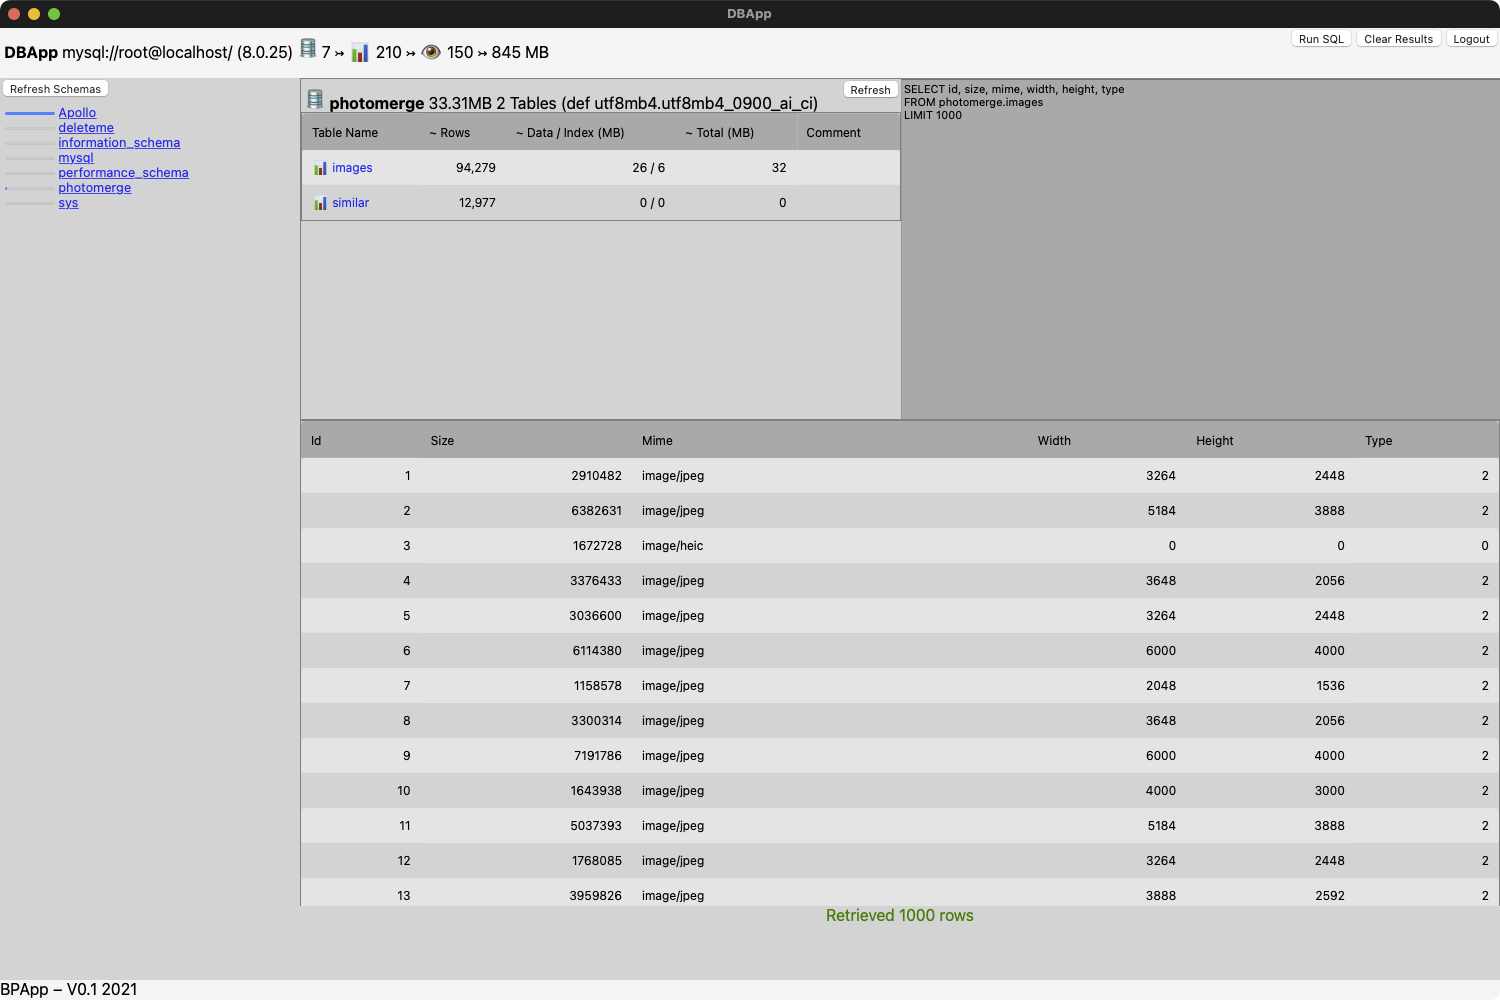 DBApp
DBApp mysql://root@localhost/ (8.0.25) 7 ↣ 210 ↣ 150 ↣ 845 MB
Run SQL Clear Results Logout
Refresh Schemas
Apollo
deleteme
information_schema
mysql
performance_schema
photomerge
sys
photomerge 33.31MB 2 Tables (def utf8mb4.utf8mb4_0900_ai_ci) Refresh
Table Name ~ Rows ~ Data / Index (MB) ~ Total (MB) Comment
images 94,279 26 / 6 32
similar 12,977 0 / 0 0
SELECT id, size, mime, width, height, type
FROM photomerge.images
LIMIT 1000
Id Size Mime Width Height Type
1 2910482 image/jpeg 3264 2448 2
2 6382631 image/jpeg 5184 3888 2
3 1672728 image/heic 0 0 0
4 3376433 image/jpeg 3648 2056 2
5 3036600 image/jpeg 3264 2448 2
6 6114380 image/jpeg 6000 4000 2
7 1158578 image/jpeg 2048 1536 2
8 3300314 image/jpeg 3648 2056 2
9 7191786 image/jpeg 6000 4000 2
10 1643938 image/jpeg 4000 3000 2
11 5037393 image/jpeg 5184 3888 2
12 1768085 image/jpeg 3264 2448 2
13 3959826 image/jpeg 3888 2592 2
Retrieved 1000 rows
BPApp – V0.1 2021